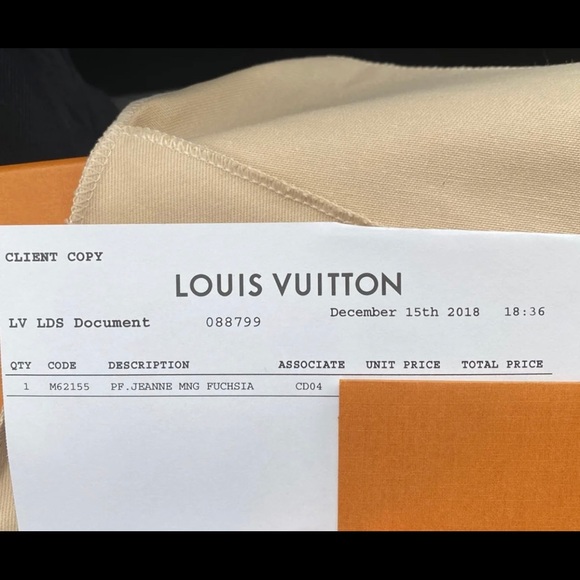 CLIENT COPY
LOUIS VUITTON
LV LDS Document 088799 December 15th 2018 18:36
QTY CODE DESCRIPTION ASSOCIATE UNIT PRICE TOTAL PRICE
1 M62155 PF.JEANNE MNG FUCHSIA CD04